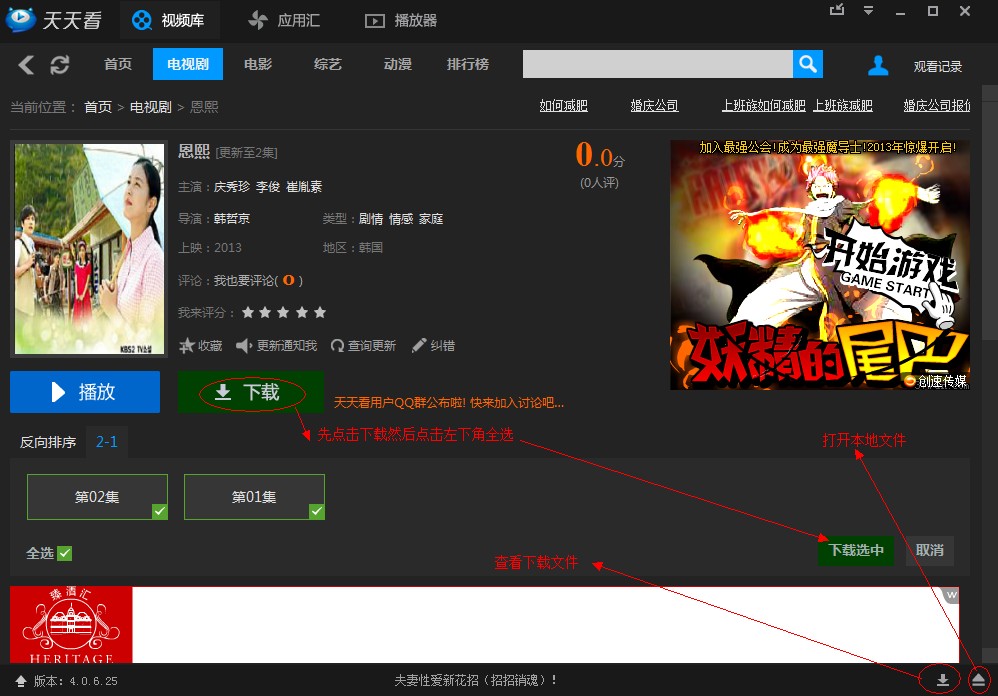 天天看 视频库 应用汇 播放器
首页 电视剧 电影 综艺 动漫 排行榜 观看记录
当前位置： 首页 > 电视剧 > 恩熙 如何减肥 婚庆公司 上班族如何减肥 上班族减肥 婚庆公司报价
恩熙 [更新至2集]
0.0分
(0人评)
主演：庆秀珍 李俊 崔胤素
导演：韩哲京 类型：剧情 情感 家庭
上映：2013 地区：韩国
评论：我也要评论( 0 )
我来评分：
收藏 更新通知我 查询更新 纠错
KBS2 TV소설
加入最强公会!成为最强魔导士!2013年惊爆开启!
开始游戏
GAME START
妖精的尾巴
创速传媒
播放 下载 天天看用户QQ群公布啦! 快来加入讨论吧...
先点击下载然后点击左下角全选 打开本地文件
反向排序 2-1
第02集 第01集
全选 下载选中 取消
查看下载文件
臻酒汇
HERITAGE
W
版本：4.0.6.25 夫妻性爱新花招（招招销魂）!